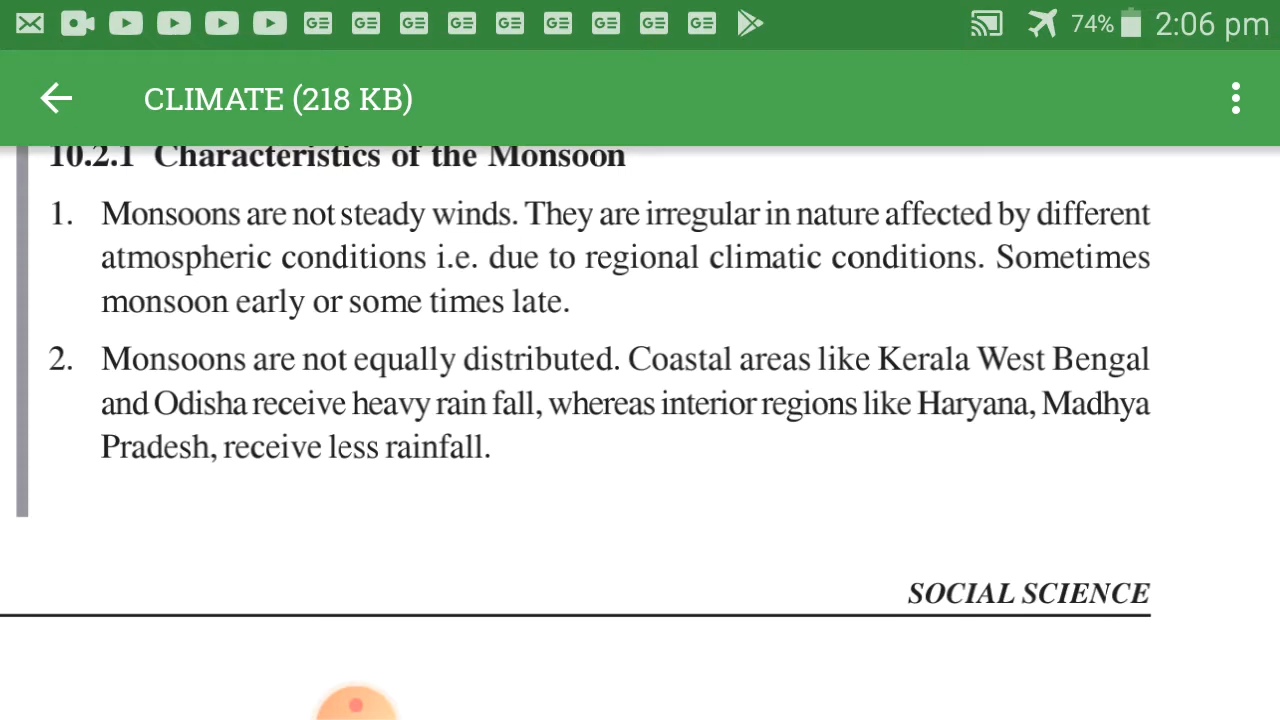 74% 2:06 pm
CLIMATE (218 KB)
10.2.1 Characteristics of the Monsoon
1. Monsoons are not steady winds. They are irregular in nature affected by different
atmospheric conditions i.e. due to regional climatic conditions. Sometimes
monsoon early or some times late.
2. Monsoons are not equally distributed. Coastal areas like Kerala West Bengal
and Odisha receive heavy rain fall, whereas interior regions like Haryana, Madhya
Pradesh, receive less rainfall.
SOCIAL SCIENCE